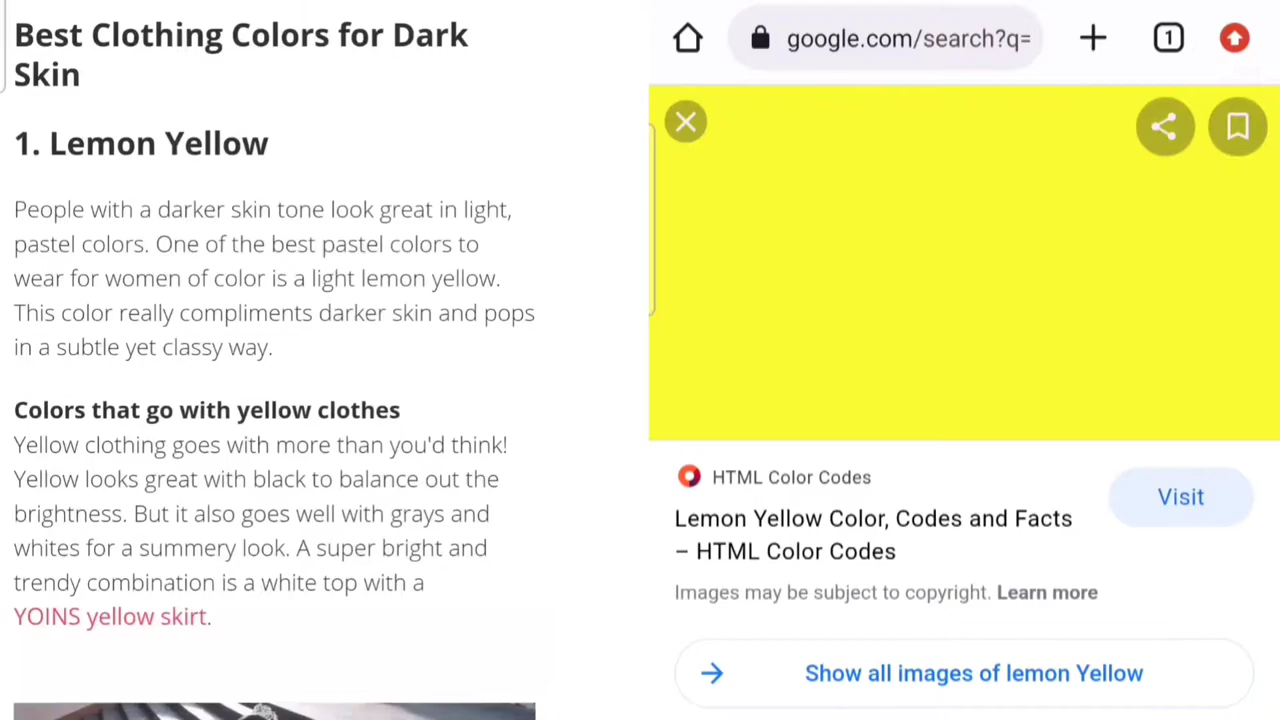 Best Clothing Colors for Dark
Skin
1. Lemon Yellow
People with a darker skin tone look great in light,
pastel colors. One of the best pastel colors to
wear for women of color is a light lemon yellow.
This color really compliments darker skin and pops
in a subtle yet classy way.
Colors that go with yellow clothes
Yellow clothing goes with more than you'd think!
Yellow looks great with black to balance out the
brightness. But it also goes well with grays and
whites for a summery look. A super bright and
trendy combination is a white top with a
YOINS yellow skirt.
google.com/search?q=
1
HTML Color Codes
Visit
Lemon Yellow Color, Codes and Facts
– HTML Color Codes
Images may be subject to copyright. Learn more
Show all images of lemon Yellow